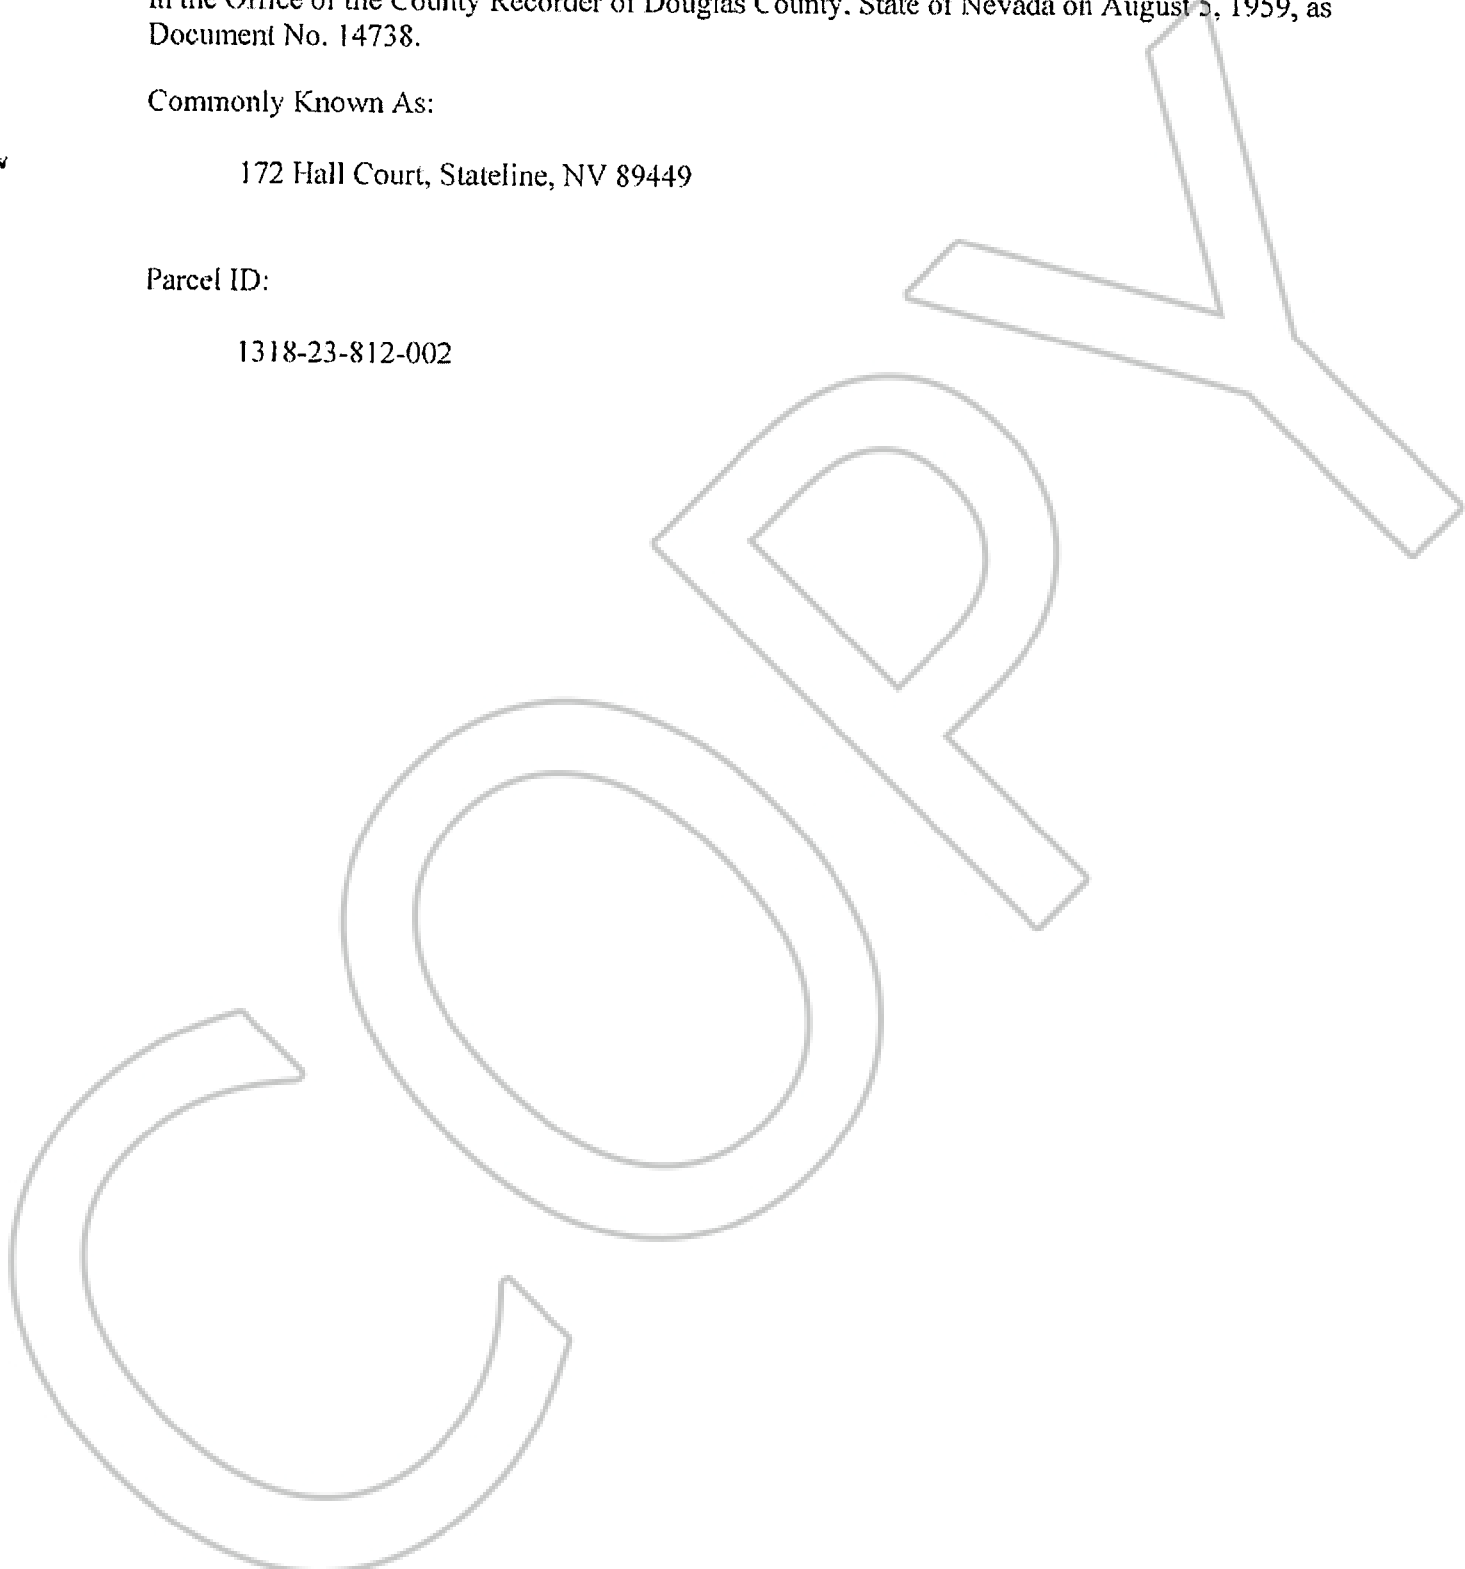 in the Office of the County Recorder of Douglas County, State of Nevada on August 5, 1959, as
Document No. 14738.
Commonly Known As:
172 Hall Court, Stateline, NV 89449
Parcel ID:
1318-23-812-002
COPY